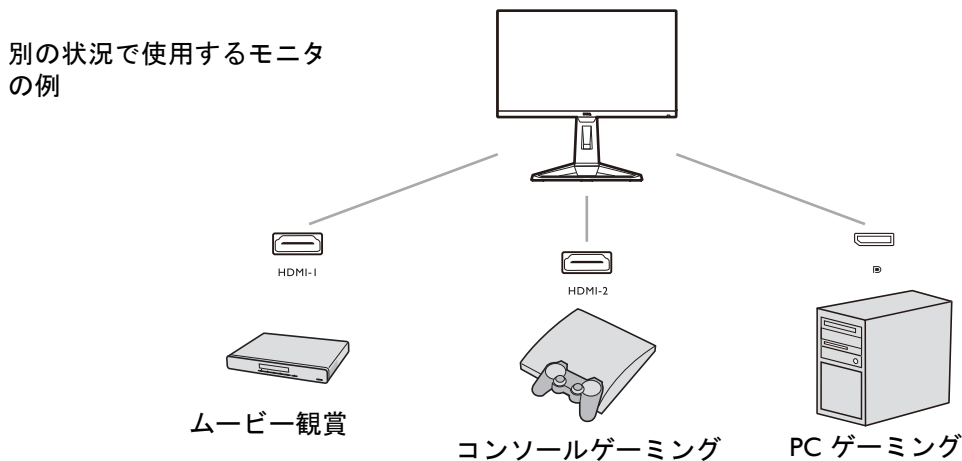 別の状況で使用するモニタ
の例
HDMI-1
HDMI-2
ムービー観賞
コンソールゲーミング
PC ゲーミング